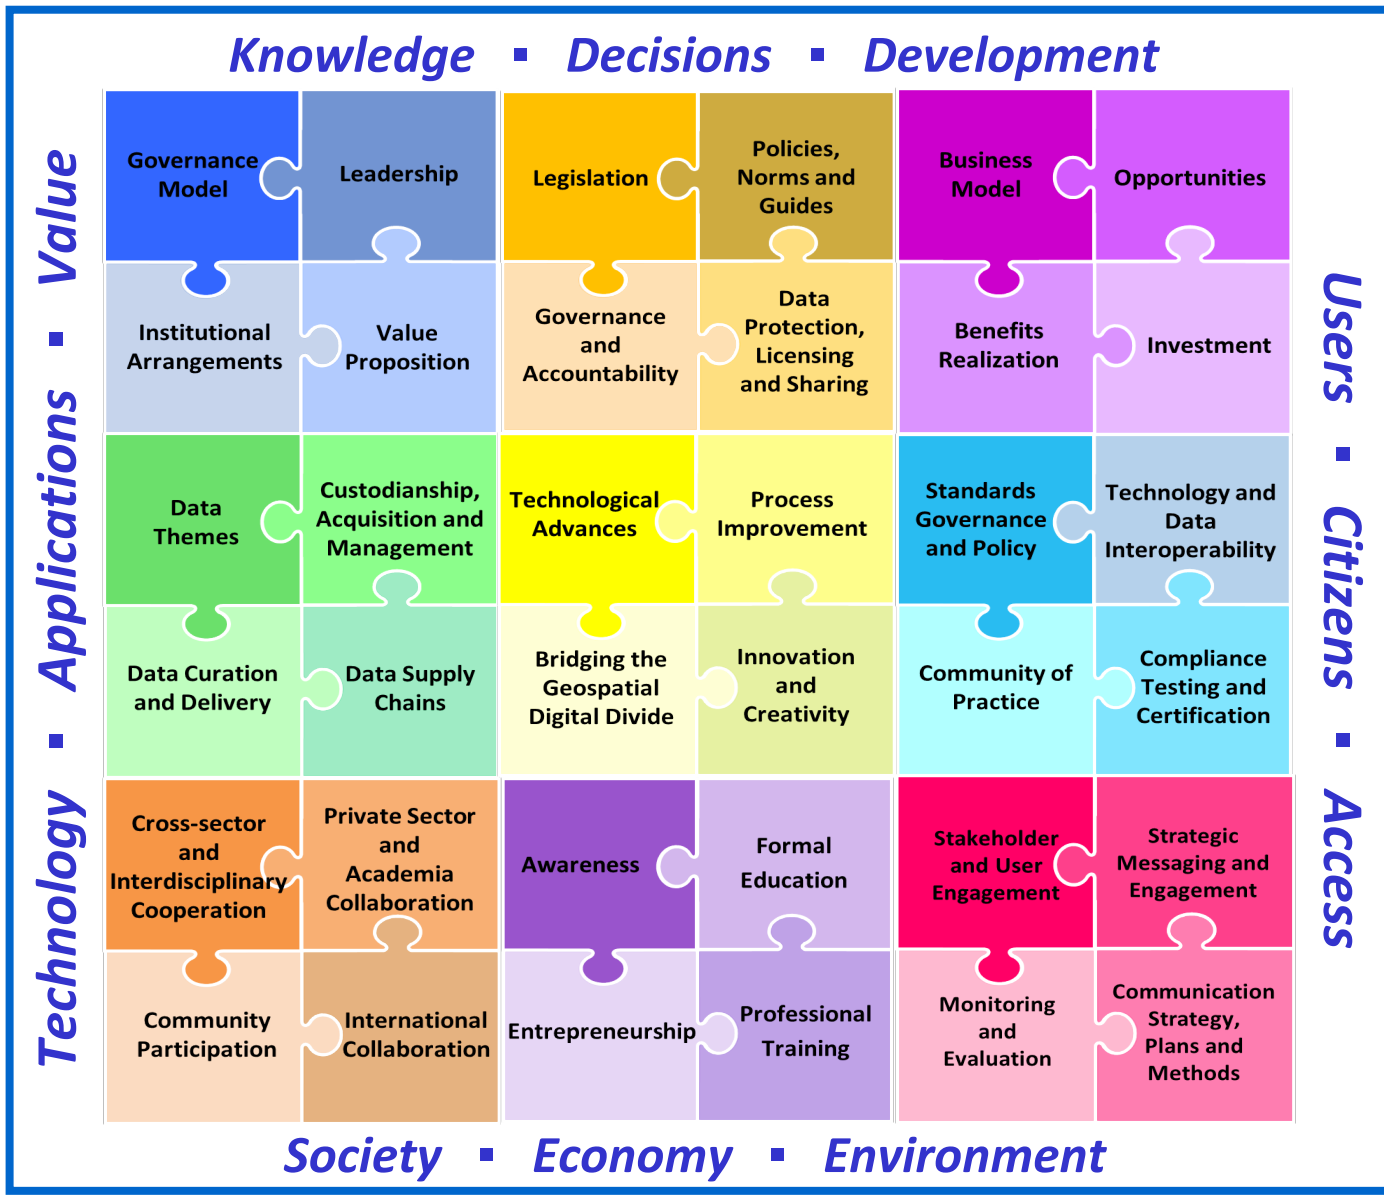 Knowledge ▪ Decisions ▪ Development
Value ▪ Applications ▪ Technology
Governance
Model
Leadership
Institutional
Arrangements
Value
Proposition
Legislation
Policies,
Norms and
Guides
Governance
and
Accountability
Data
Protection,
Licensing
and Sharing
Business
Model
Opportunities
Benefits
Realization
Investment
Data
Themes
Custodianship,
Acquisition and
Management
Data Curation
and Delivery
Data Supply
Chains
Technological
Advances
Process
Improvement
Bridging the
Geospatial
Digital Divide
Innovation
and
Creativity
Standards
Governance
and Policy
Technology and
Data
Interoperability
Community of
Practice
Compliance
Testing and
Certification
Cross-sector
and
Interdisciplinary
Cooperation
Private Sector
and
Academia
Collaboration
Community
Participation
International
Collaboration
Awareness
Formal
Education
Entrepreneurship
Professional
Training
Stakeholder
and User
Engagement
Strategic
Messaging and
Engagement
Monitoring
and
Evaluation
Communication
Strategy,
Plans and
Methods
Users ▪ Citizens ▪ Access
Society ▪ Economy ▪ Environment